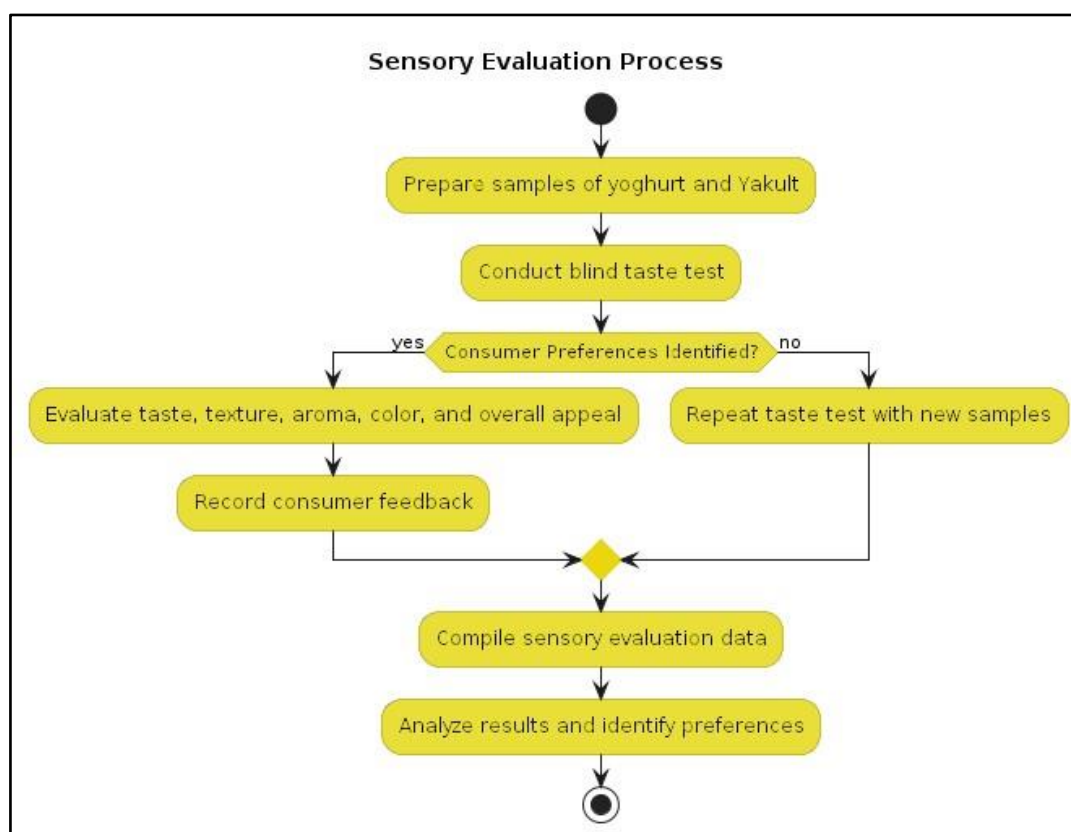 Sensory Evaluation Process
Prepare samples of yoghurt and Yakult
Conduct blind taste test
yes
Consumer Preferences Identified?
no
Evaluate taste, texture, aroma, color, and overall appeal
Repeat taste test with new samples
Record consumer feedback
Compile sensory evaluation data
Analyze results and identify preferences